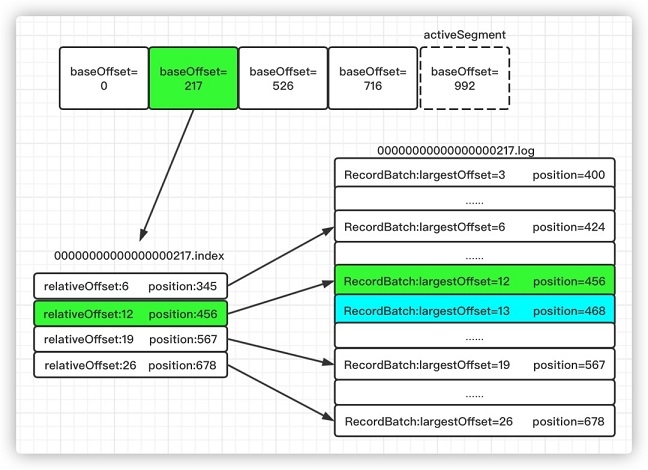 activeSegment
baseOffset=
0
baseOffset=
217
baseOffset=
526
baseOffset=
716
baseOffset=
992
00000000000000000217.index
relativeOffset:6 position:345
relativeOffset:12 position:456
relativeOffset:19 position:567
relativeOffset:26 position:678
00000000000000000217.log
RecordBatch:largestOffset=3 position=400
......
RecordBatch:largestOffset=6 position=424
......
RecordBatch:largestOffset=12 position=456
RecordBatch:largestOffset=13 position=468
......
RecordBatch:largestOffset=19 position=567
......
RecordBatch:largestOffset=26 position=678